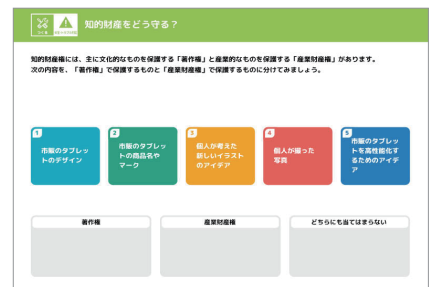 知的財産をどう守る？
知的財産権には、主に文化的なものを保護する「著作権」と産業的なものを保護する「産業財産権」があります。
次の内容を、「著作権」で保護するものと「産業財産権」で保護するものに分けてみましょう。
1
市販のタブレッ
トのデザイン
2
市販のタブレッ
トの商品名や
マーク
3
個人が考えた
新しいイラスト
のアイデア
4
個人が撮った
写真
5
市販のタブレッ
トを高性能化す
るためのアイデ
ア
著作権
産業財産権
どちらにも当てはまらない